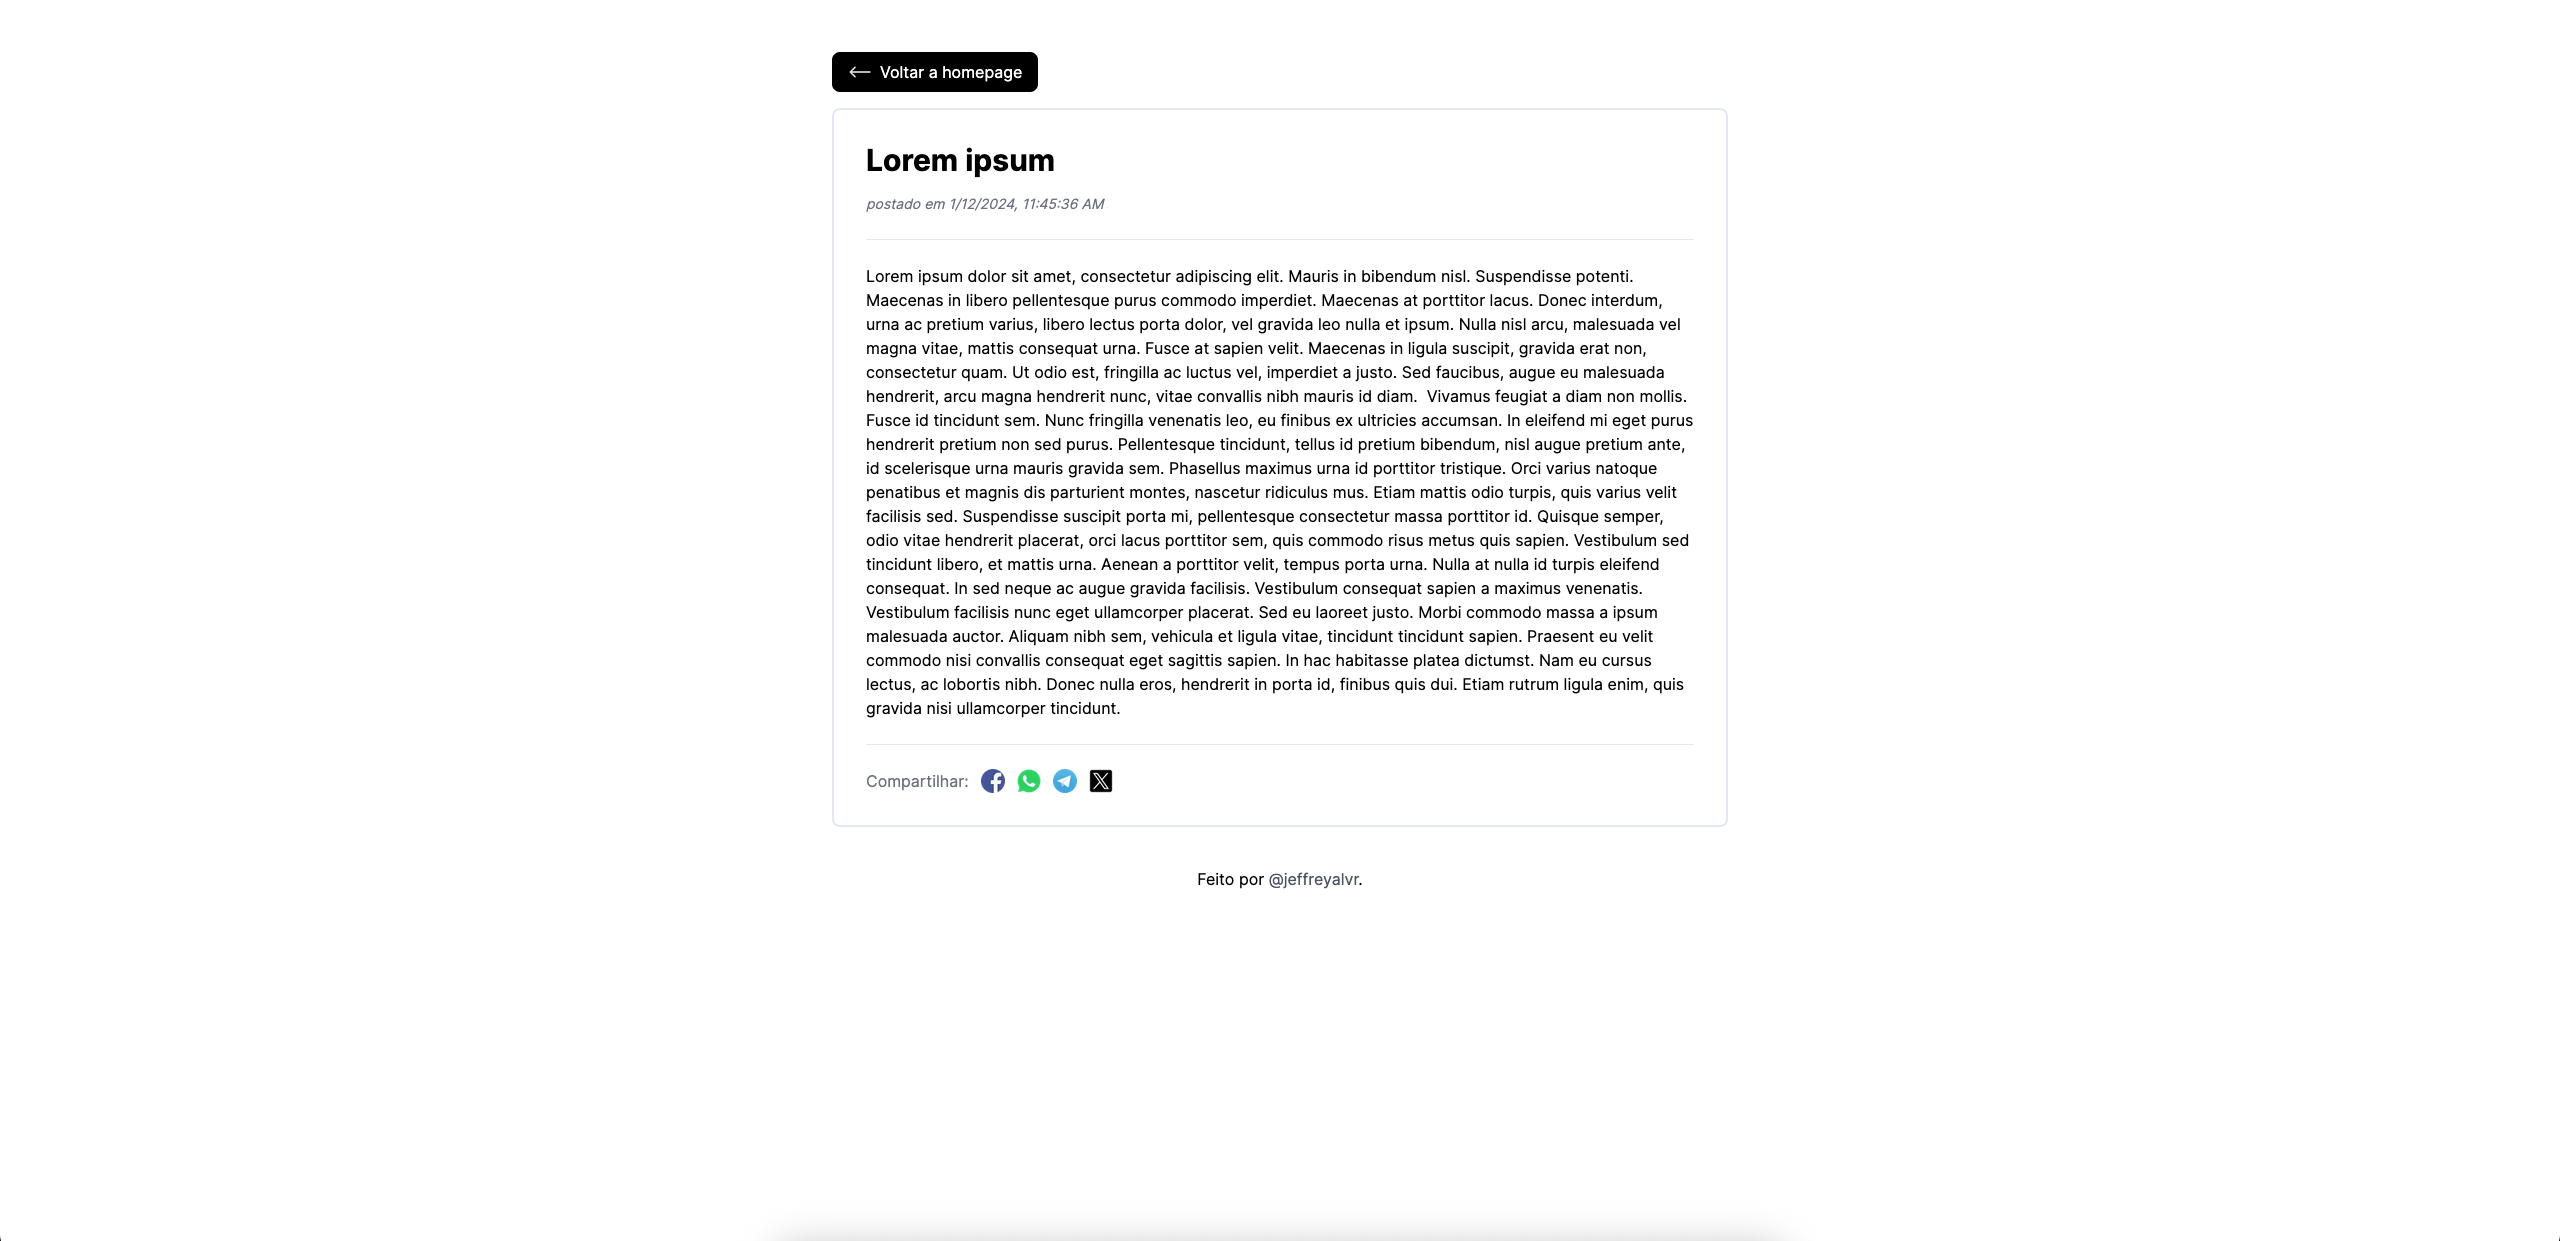 Voltar a homepage
Lorem ipsum
postado em 1/12/2024, 11:45:36 AM
Lorem ipsum dolor sit amet, consectetur adipiscing elit. Mauris in bibendum nisl. Suspendisse potenti.
Maecenas in libero pellentesque purus commodo imperdiet. Maecenas at porttitor lacus. Donec interdum,
urna ac pretium varius, libero lectus porta dolor, vel gravida leo nulla et ipsum. Nulla nisl arcu, malesuada vel
magna vitae, mattis consequat urna. Fusce at sapien velit. Maecenas in ligula suscipit, gravida erat non,
consectetur quam. Ut odio est, fringilla ac luctus vel, imperdiet a justo. Sed faucibus, augue eu malesuada
hendrerit, arcu magna hendrerit nunc, vitae convallis nibh mauris id diam.  Vivamus feugiat a diam non mollis.
Fusce id tincidunt sem. Nunc fringilla venenatis leo, eu finibus ex ultricies accumsan. In eleifend mi eget purus
hendrerit pretium non sed purus. Pellentesque tincidunt, tellus id pretium bibendum, nisl augue pretium ante,
id scelerisque urna mauris gravida sem. Phasellus maximus urna id porttitor tristique. Orci varius natoque
penatibus et magnis dis parturient montes, nascetur ridiculus mus. Etiam mattis odio turpis, quis varius velit
facilisis sed. Suspendisse suscipit porta mi, pellentesque consectetur massa porttitor id. Quisque semper,
odio vitae hendrerit placerat, orci lacus porttitor sem, quis commodo risus metus quis sapien. Vestibulum sed
tincidunt libero, et mattis urna. Aenean a porttitor velit, tempus porta urna. Nulla at nulla id turpis eleifend
consequat. In sed neque ac augue gravida facilisis. Vestibulum consequat sapien a maximus venenatis.
Vestibulum facilisis nunc eget ullamcorper placerat. Sed eu laoreet justo. Morbi commodo massa a ipsum
malesuada auctor. Aliquam nibh sem, vehicula et ligula vitae, tincidunt tincidunt sapien. Praesent eu velit
commodo nisi convallis consequat eget sagittis sapien. In hac habitasse platea dictumst. Nam eu cursus
lectus, ac lobortis nibh. Donec nulla eros, hendrerit in porta id, finibus quis dui. Etiam rutrum ligula enim, quis
gravida nisi ullamcorper tincidunt.
Compartilhar:
Feito por @jeffreyalvr.